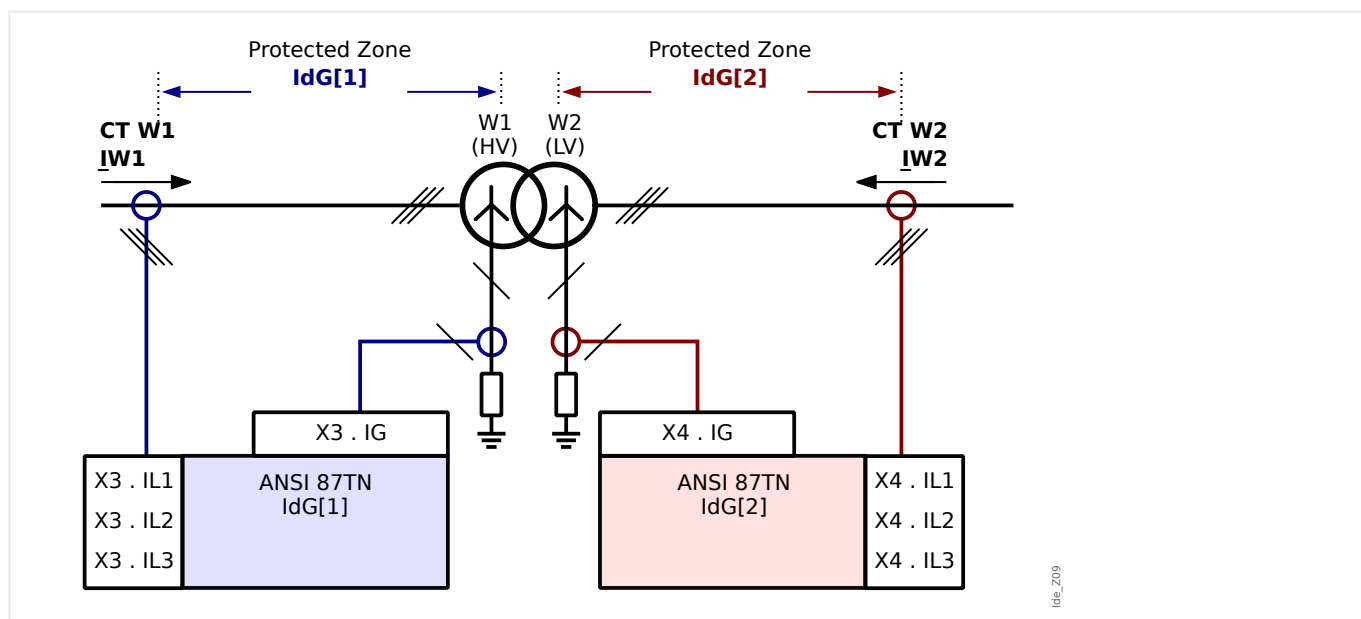 Protected Zone
IdG[1]
Protected Zone
IdG[2]
CT W1
IW1
W1
(HV)
W2
(LV)
CT W2
IW2
X3 . IG
X4 . IG
X3 . IL1
X3 . IL2
X3 . IL3
ANSI 87TN
IdG[1]
ANSI 87TN
IdG[2]
X4 . IL1
X4 . IL2
X4 . IL3
Ide_Z09